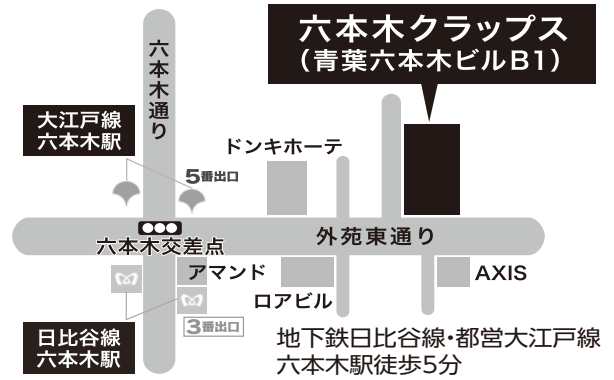 六本木クラップス
（青葉六本木ビルB1）
六本木通り
大江戸線
六本木駅
ドンキホーテ
5番出口
外苑東通り
六本木交差点
アマンド
ロアビル
AXIS
3番出口
日比谷線
六本木駅
地下鉄日比谷線・都営大江戸線
六本木駅徒歩5分